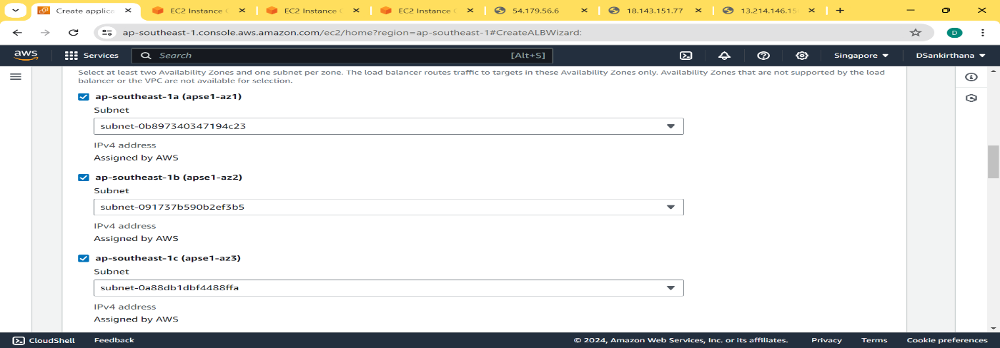 Create applica
EC2 Instance
EC2 Instance
EC2 Instance
54.179.56.6
18.143.151.77
13.214.146.15
ap-southeast-1.console.aws.amazon.com/ec2/home?region=ap-southeast-1#CreateALBWizard:
D
aws
Services
Search
[Alt+S]
Singapore
DSankirthana
Select at least two Availability Zones and one subnet per zone. The load balancer routes traffic to targets in these Availability Zones only. Availability Zones that are not supported by the load
balancer or the VPC are not available for selection.
ap-southeast-1a (apse1-az1)
Subnet
subnet-0b897340347194c23
IPv4 address
Assigned by AWS
ap-southeast-1b (apse1-az2)
Subnet
subnet-091737b590b2ef3b5
IPv4 address
Assigned by AWS
ap-southeast-1c (apse1-az3)
Subnet
subnet-0a88db1dbf4488ffa
IPv4 address
Assigned by AWS
CloudShell
Feedback
© 2024, Amazon Web Services, Inc. or its affiliates.
Privacy
Terms
Cookie preferences